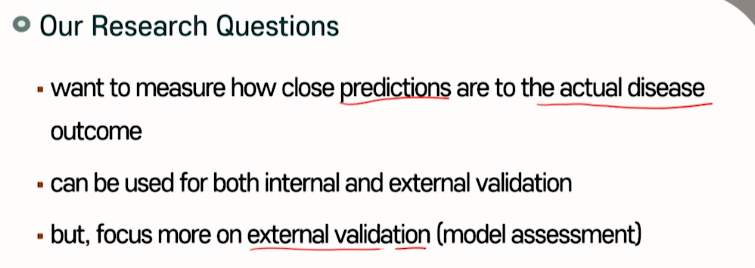 Our Research Questions
want to measure how close predictions are to the actual disease
outcome
can be used for both internal and external validation
but, focus more on external validation (model assessment)